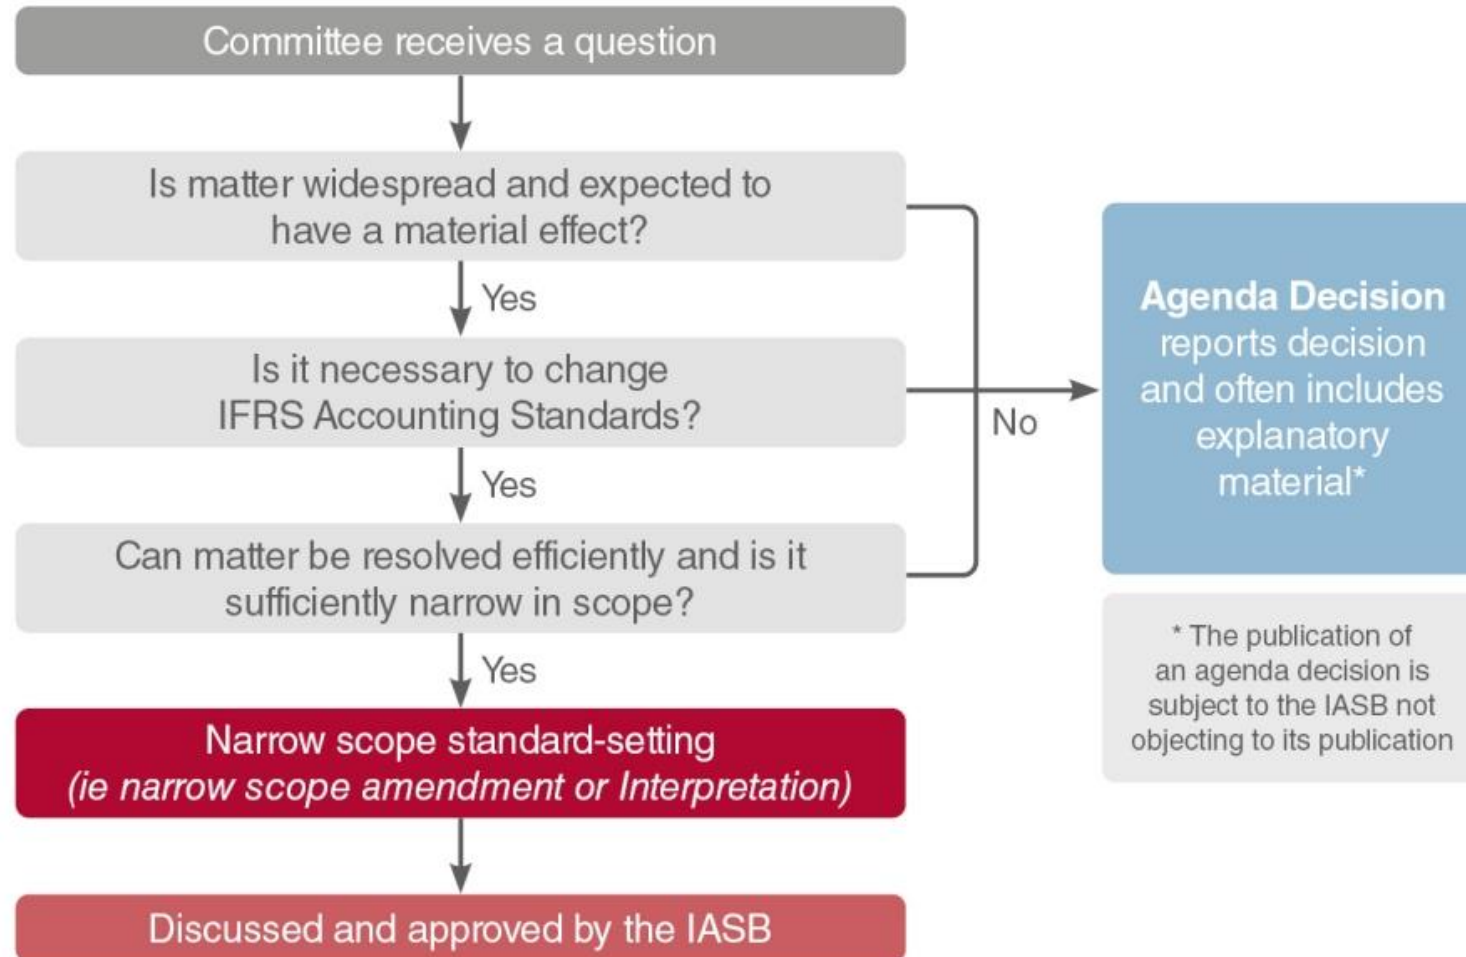 Committee receives a question
Is matter widespread and expected to
have a material effect?
Yes
Is it necessary to change
IFRS Accounting Standards?
Yes
Can matter be resolved efficiently and is it
sufficiently narrow in scope?
Yes
Narrow scope standard-setting
(ie narrow scope amendment or Interpretation)
Discussed and approved by the IASB
No
Agenda Decision
reports decision
and often includes
explanatory
material*
* The publication of
an agenda decision is
subject to the IASB not
objecting to its publication